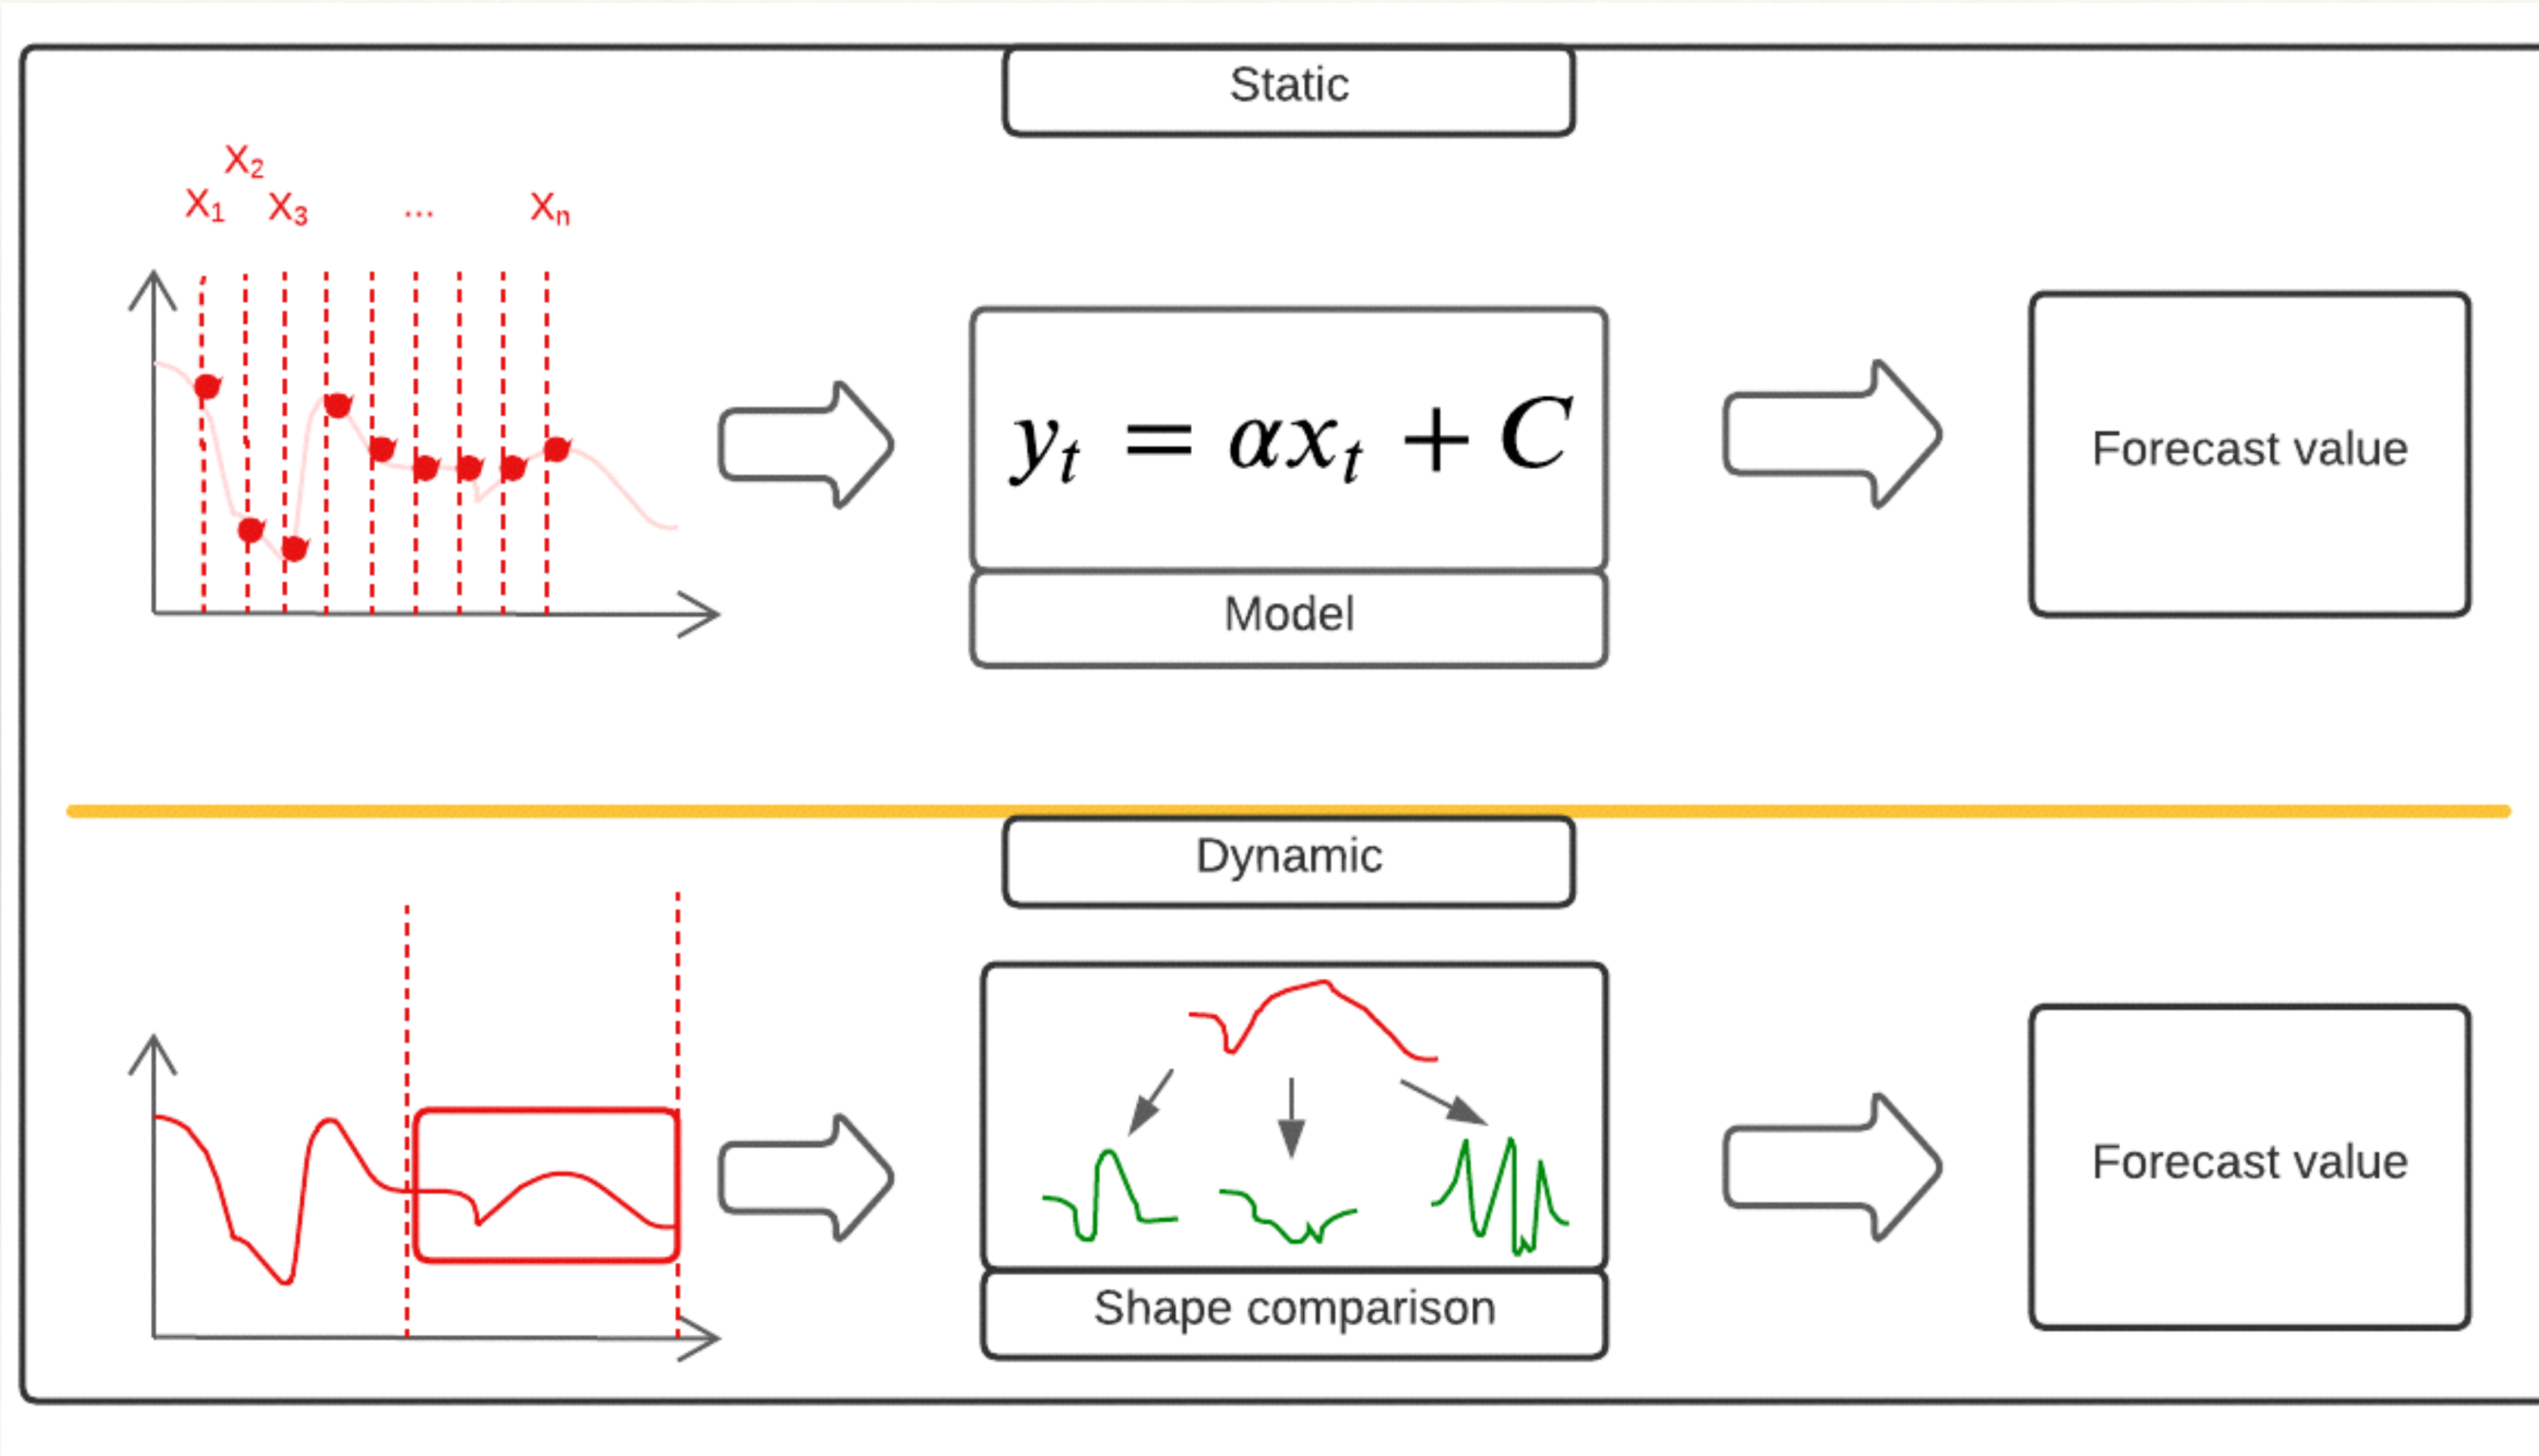 Static
X₂
X₁ X₃ ... Xₙ
yₜ = αxₜ + C
Forecast value
Model
Dynamic
Forecast value
Shape comparison